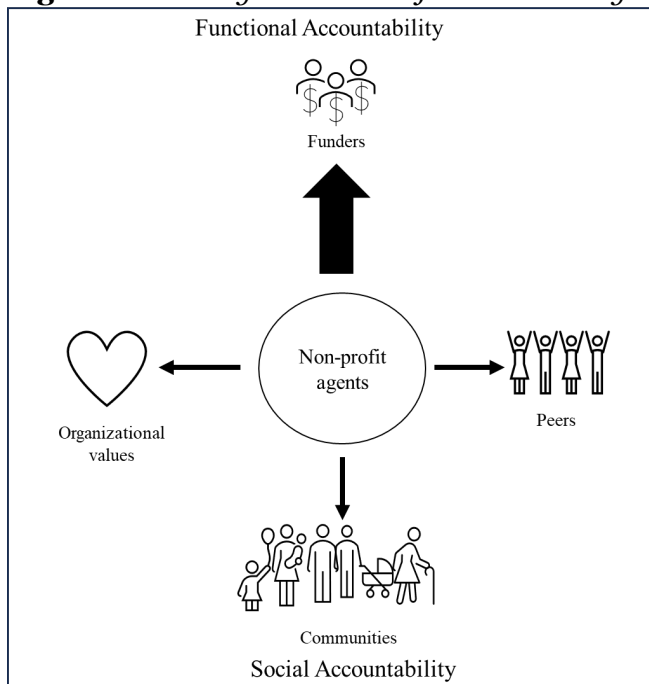 Functional Accountability
$ $ $
Funders
Non-profit
agents
Organizational
values
Peers
Communities
Social Accountability